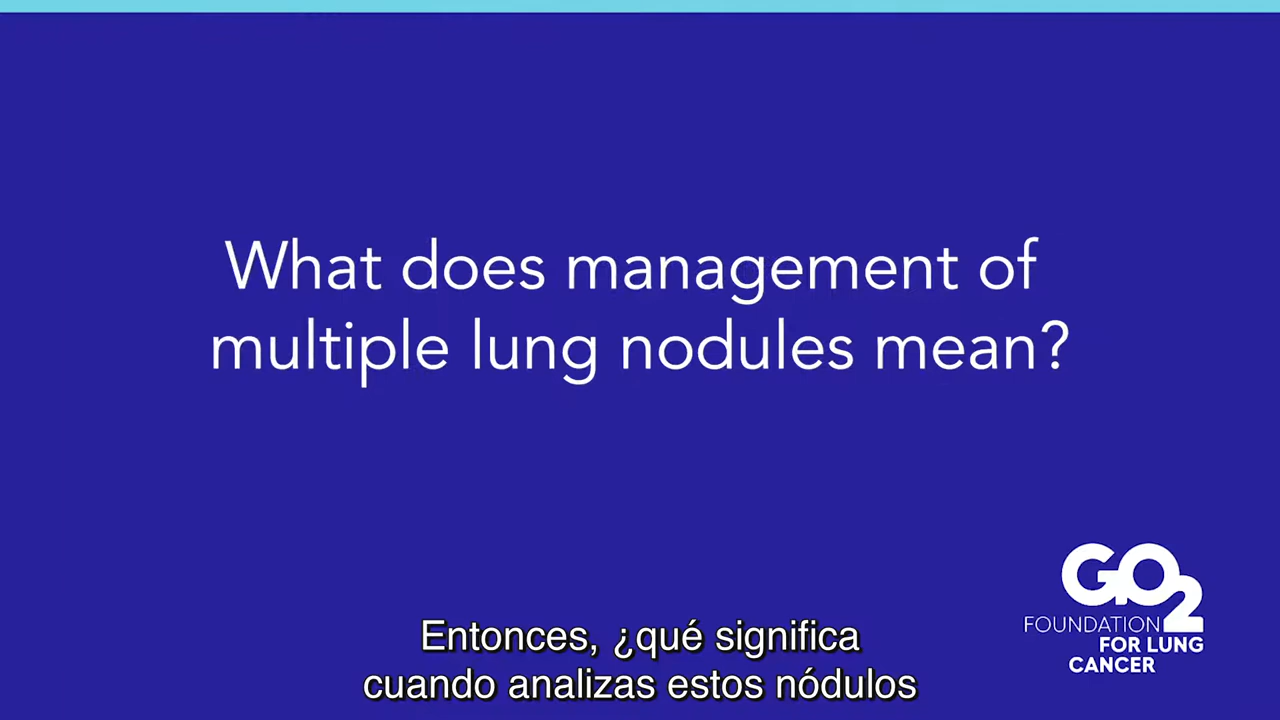 What does management of
multiple lung nodules mean?
GO2
FOUNDATION
FOR LUNG
CANCER
Entonces, ¿qué significa
cuando analizas estos nódulos